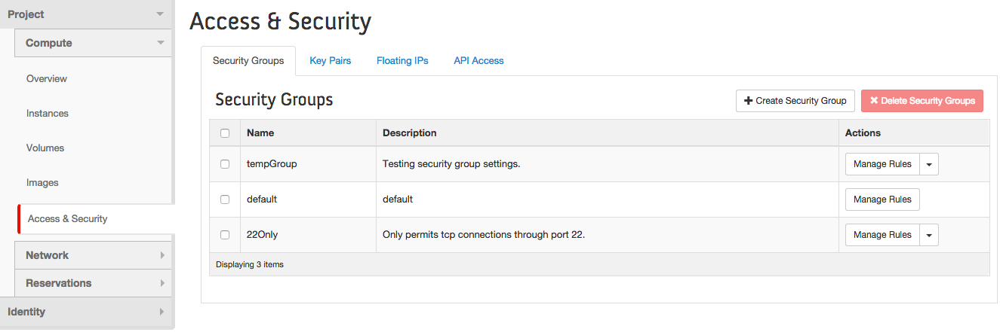 Project
Compute
Overview
Instances
Volumes
Images
Access & Security
Network
Reservations
Identity
Access & Security
Security Groups Key Pairs Floating IPs API Access
Security Groups
Create Security Group Delete Security Groups
Name Description Actions
tempGroup Testing security group settings. Manage Rules
default default Manage Rules
22Only Only permits tcp connections through port 22. Manage Rules
Displaying 3 items